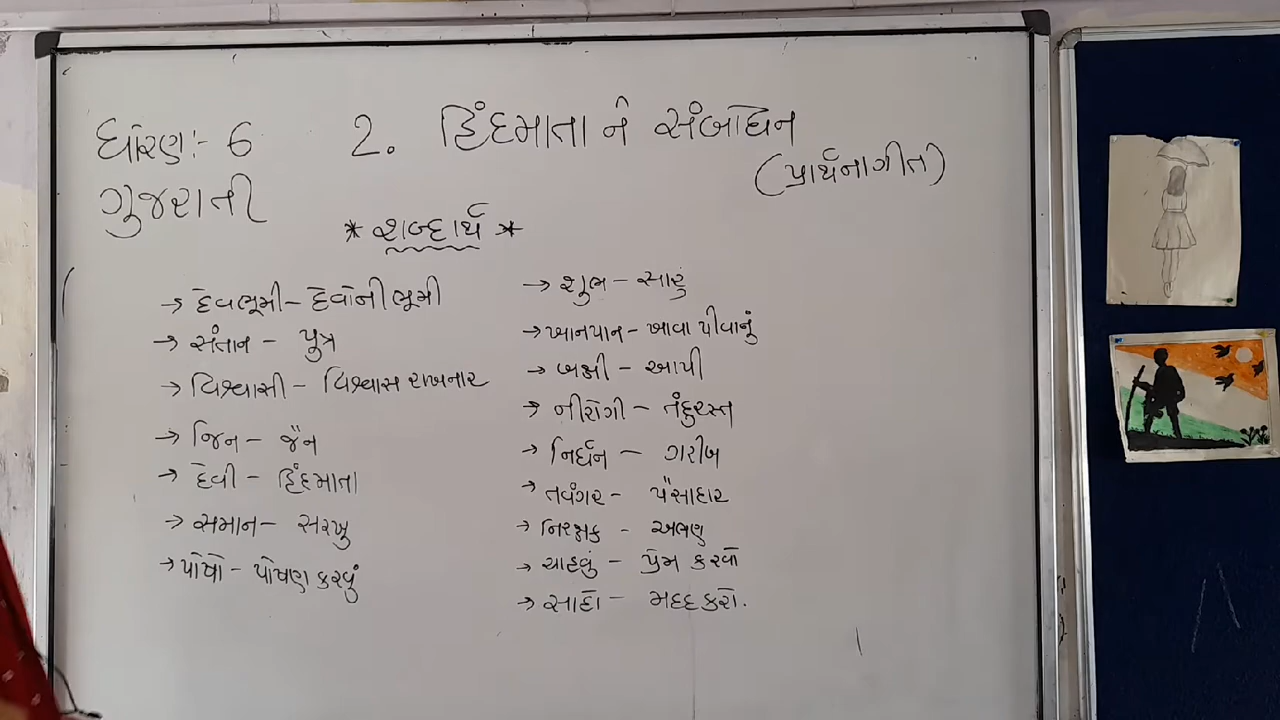 ધોરણ:- 6
ગુજરાતી
2. હિંદમાતા ને સંબોધન
(પ્રાર્થનાગીત)
* શબ્દાર્થ *
→ દેવભૂમી – દેવોની ભૂમી
→ સંતાન – પુત્ર
→ વિશ્વાસી – વિશ્વાસ રાખનાર
→ જિન – જૈન
→ દેવી – હિંદમાતા
→ સમાન – સરખુ
→ પોષો – પોષણ કરવું
→ શુભ – સારું
→ ખાનપાન – ખાવા પીવાનું
→ બક્ષી – આપી
→ નીરોગી – તંદુરસ્ત
→ નિર્ધન – ગરીબ
→ તવંગર – પૈસાદાર
→ નિરક્ષક - અભણ
→ ચાહવું – પ્રેમ કરવો
→ સાહો – મદદ કરો.